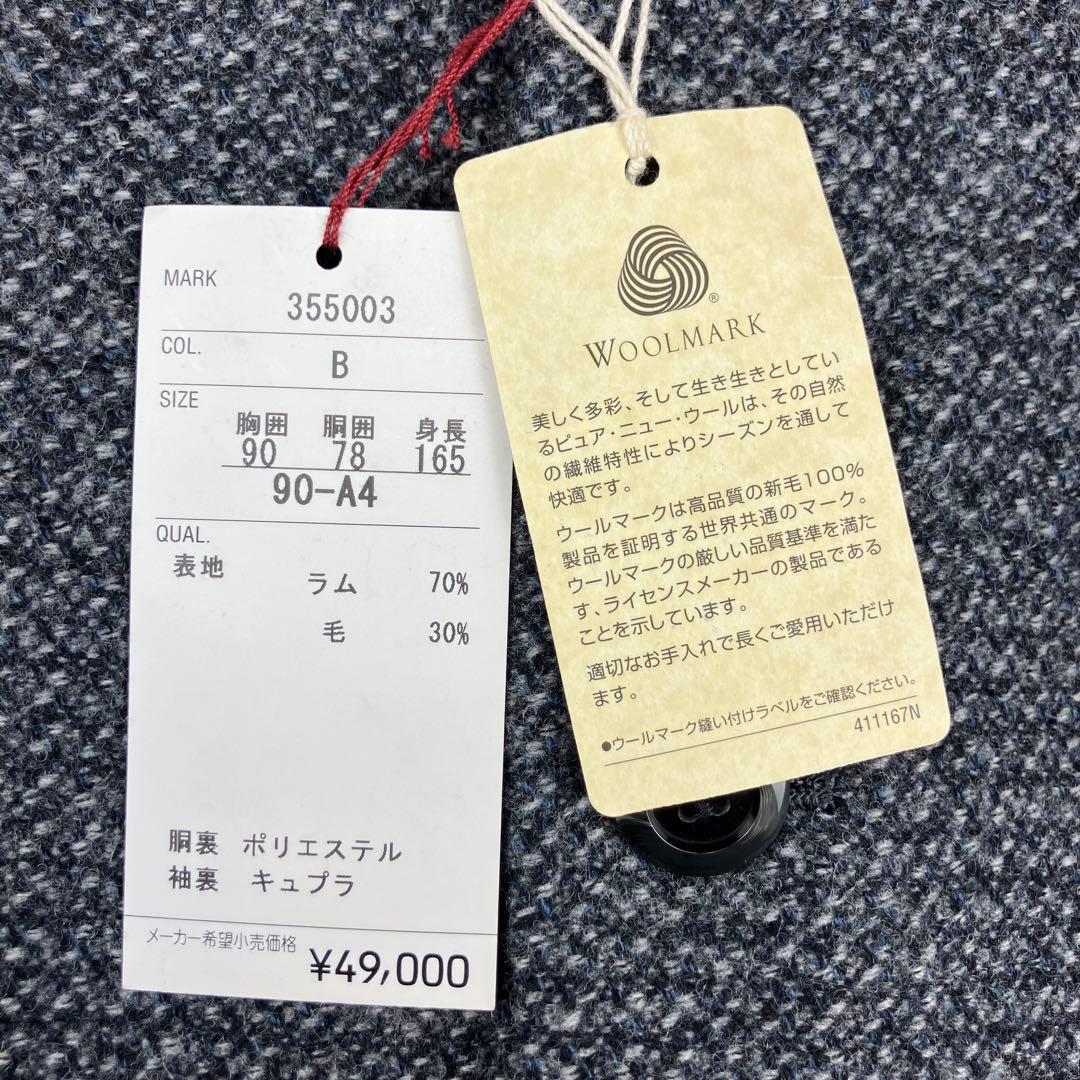 MARK
355003
COL.
B
SIZE
胸囲 胴囲 身長
90 78 165
90-A4
QUAL.
表地 ラム 70%
毛 30%
胴裏 ポリエステル
袖裏 キュプラ
メーカー希望小売価格 ¥49,000
®
WOOLMARK
美しく多彩、そして生き生きとしてい
るピュア・ニュー・ウールは、その自然
の繊維特性によりシーズンを通して
快適です。
ウールマークは高品質の新毛100%
製品を証明する世界共通のマーク。
ウールマークの厳しい品質基準を満た
す、ライセンスメーカーの製品である
ことを示しています。
適切なお手入れで長くご愛用いただけ
ます。
●ウールマーク縫い付けラベルをご確認ください。
411167N